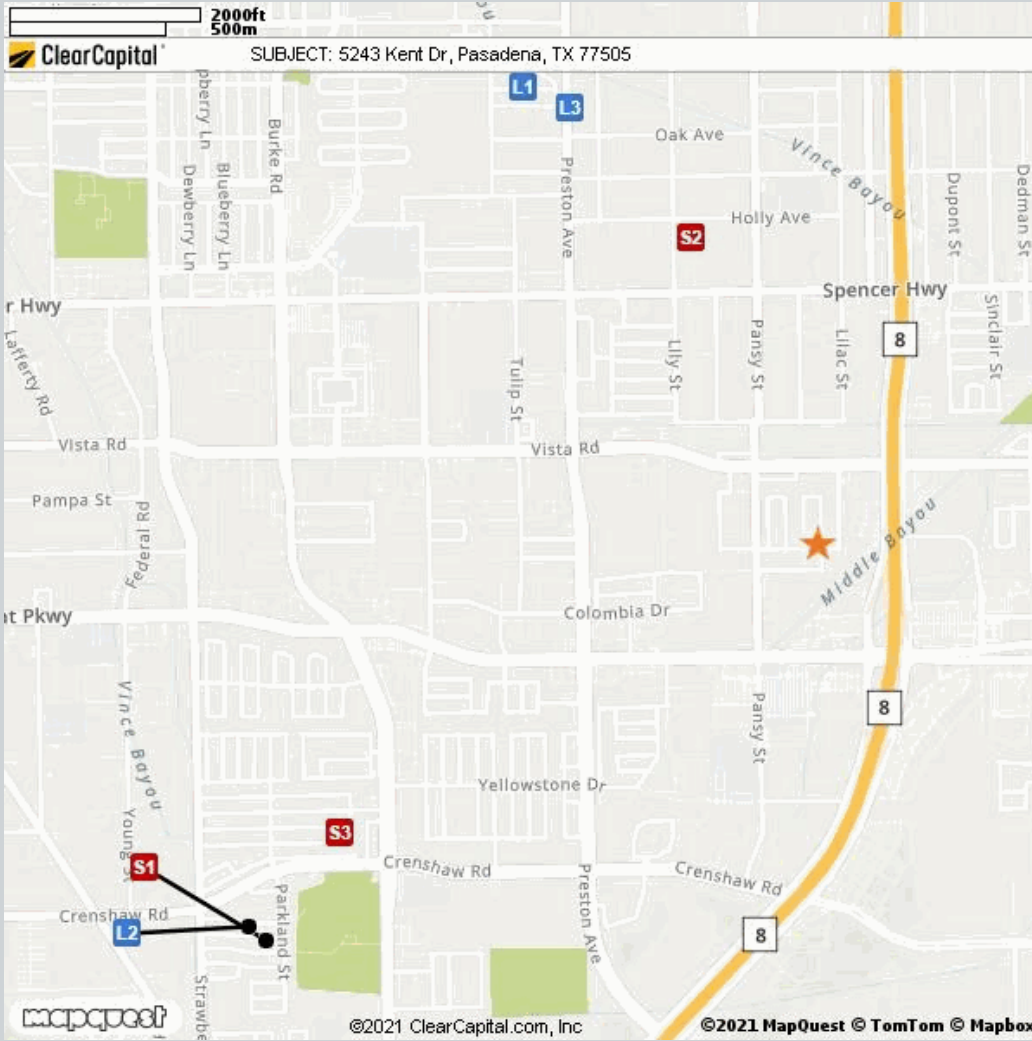 2000ft
500m
ClearCapital
SUBJECT: 5243 Kent Dr, Pasadena, TX 77505
L1
L3
Burke Rd
Oak Ave
Vince Bayou
Dewberry Ln
Blueberry Ln
Preston Ave
Dupont St
Dedman St
S2
Holly Ave
Spencer Hwy
r Hwy
8
Lafferty Rd
Tulip St
Lily St
Pansy St
Lilac St
Sinclair St
Vista Rd
Vista Rd
Pampa St
Federal Rd
Middle Bayou
Colombia Dr
nt Pkwy
Vince Bayou
Pansy St
8
Yellowstone Dr
Young St
S3
S1
Crenshaw Rd
Crenshaw Rd
Crenshaw Rd
L2
Parkland St
Preston Ave
8
Strawbe
mapquest
©2021 ClearCapital.com, Inc
©2021 MapQuest © TomTom © Mapbox